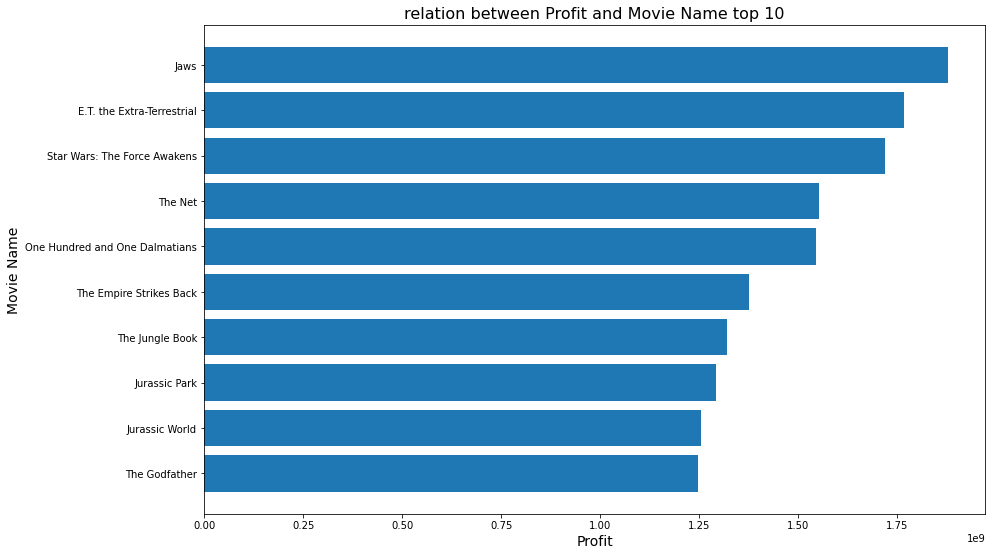 relation between Profit and Movie Name top 10
Movie Name
Jaws
E.T. the Extra-Terrestrial
Star Wars: The Force Awakens
The Net
One Hundred and One Dalmatians
The Empire Strikes Back
The Jungle Book
Jurassic Park
Jurassic World
The Godfather
0.00 0.25 0.50 0.75 1.00 1.25 1.50 1.75
1e9
Profit